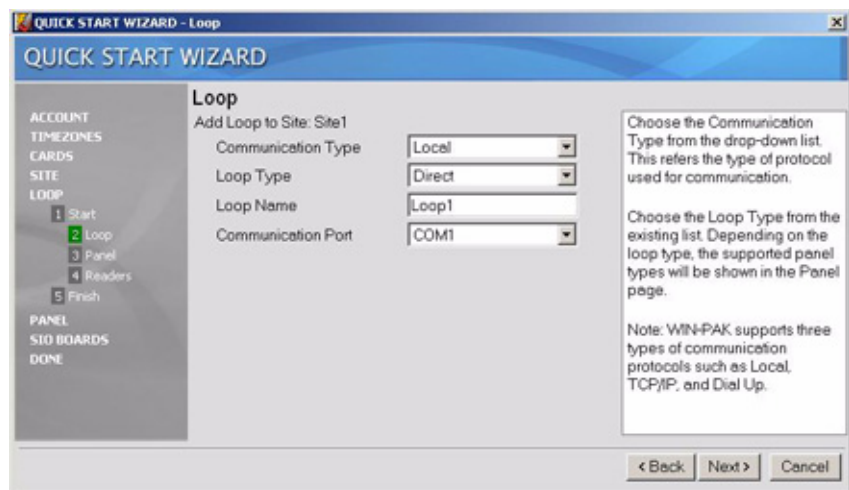 QUICK START WIZARD - Loop
QUICK START WIZARD
ACCOUNT
TIMEZONES
CARDS
SITE
LOOP
1 Start
2 Loop
3 Panel
4 Readers
5 Finish
PANEL
SIO BOARDS
DONE
Loop
Add Loop to Site: Site1
Communication Type Local
Loop Type Direct
Loop Name Loop1
Communication Port COM1
Choose the Communication
Type from the drop-down list.
This refers the type of protocol
used for communication.
Choose the Loop Type from the
existing list. Depending on the
loop type, the supported panel
types will be shown in the Panel
page.
Note: WIN-PAK supports three
types of communication
protocols such as Local,
TCP/IP, and Dial Up.
< Back Next > Cancel